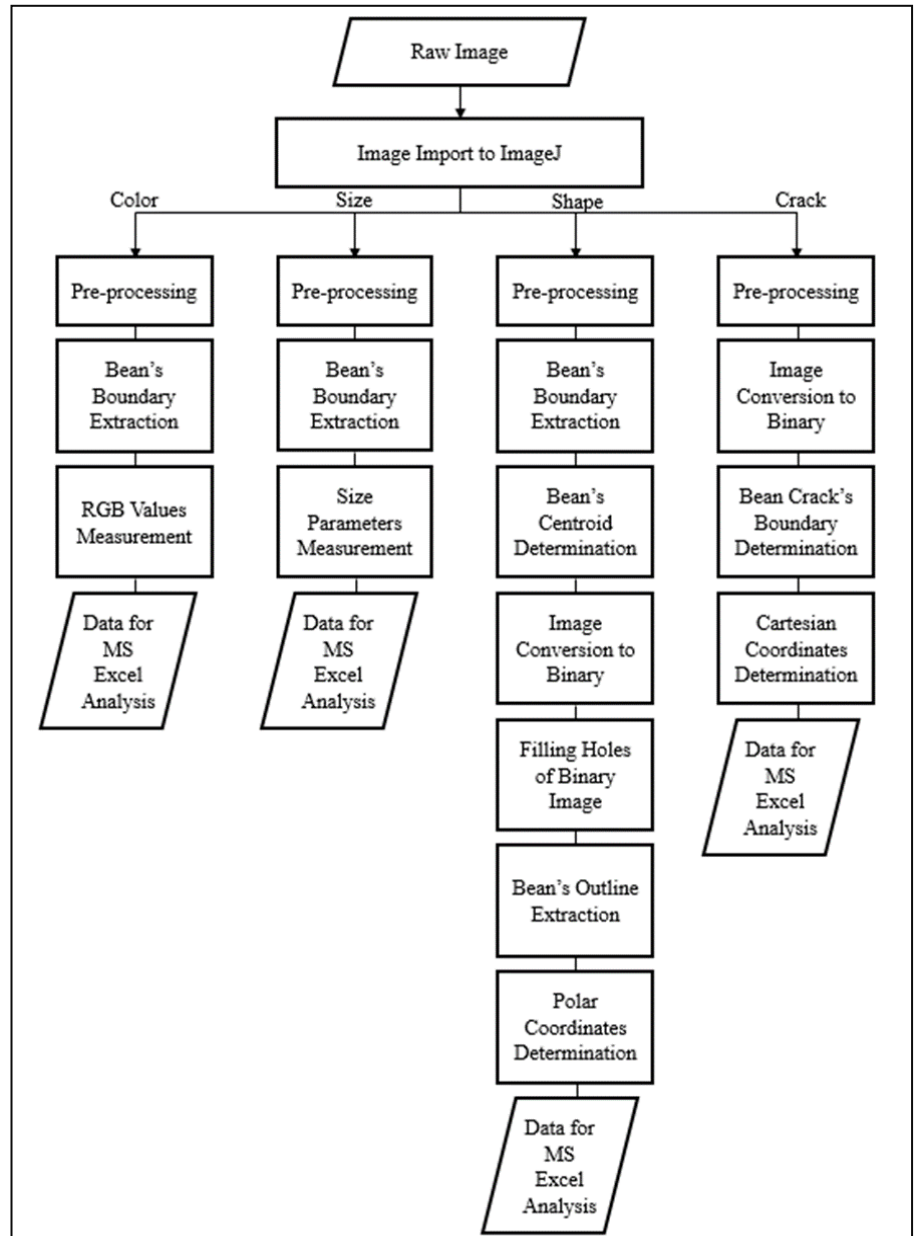 Raw Image
Image Import to ImageJ
Color
Size
Shape
Crack
Pre-processing
Bean's
Boundary
Extraction
RGB Values
Measurement
Data for
MS
Excel
Analysis
Pre-processing
Bean's
Boundary
Extraction
Size
Parameters
Measurement
Data for
MS
Excel
Analysis
Pre-processing
Bean's
Boundary
Extraction
Bean's
Centroid
Determination
Image
Conversion to
Binary
Filling Holes
of Binary
Image
Bean's Outline
Extraction
Polar
Coordinates
Determination
Data for
MS
Excel
Analysis
Pre-processing
Image
Conversion to
Binary
Bean Crack's
Boundary
Determination
Cartesian
Coordinates
Determination
Data for
MS
Excel
Analysis